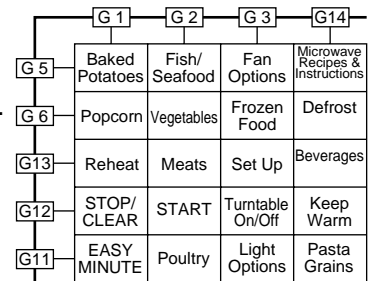 G 1 G 2 G 3 G14
G 5 Baked Potatoes Fish/ Seafood Fan Options Microwave Recipes & Instructions
G 6 Popcorn Vegetables Frozen Food Defrost
G13 Reheat Meats Set Up Beverages
G12 STOP/ CLEAR START Turntable On/Off Keep Warm
G11 EASY MINUTE Poultry Light Options Pasta Grains